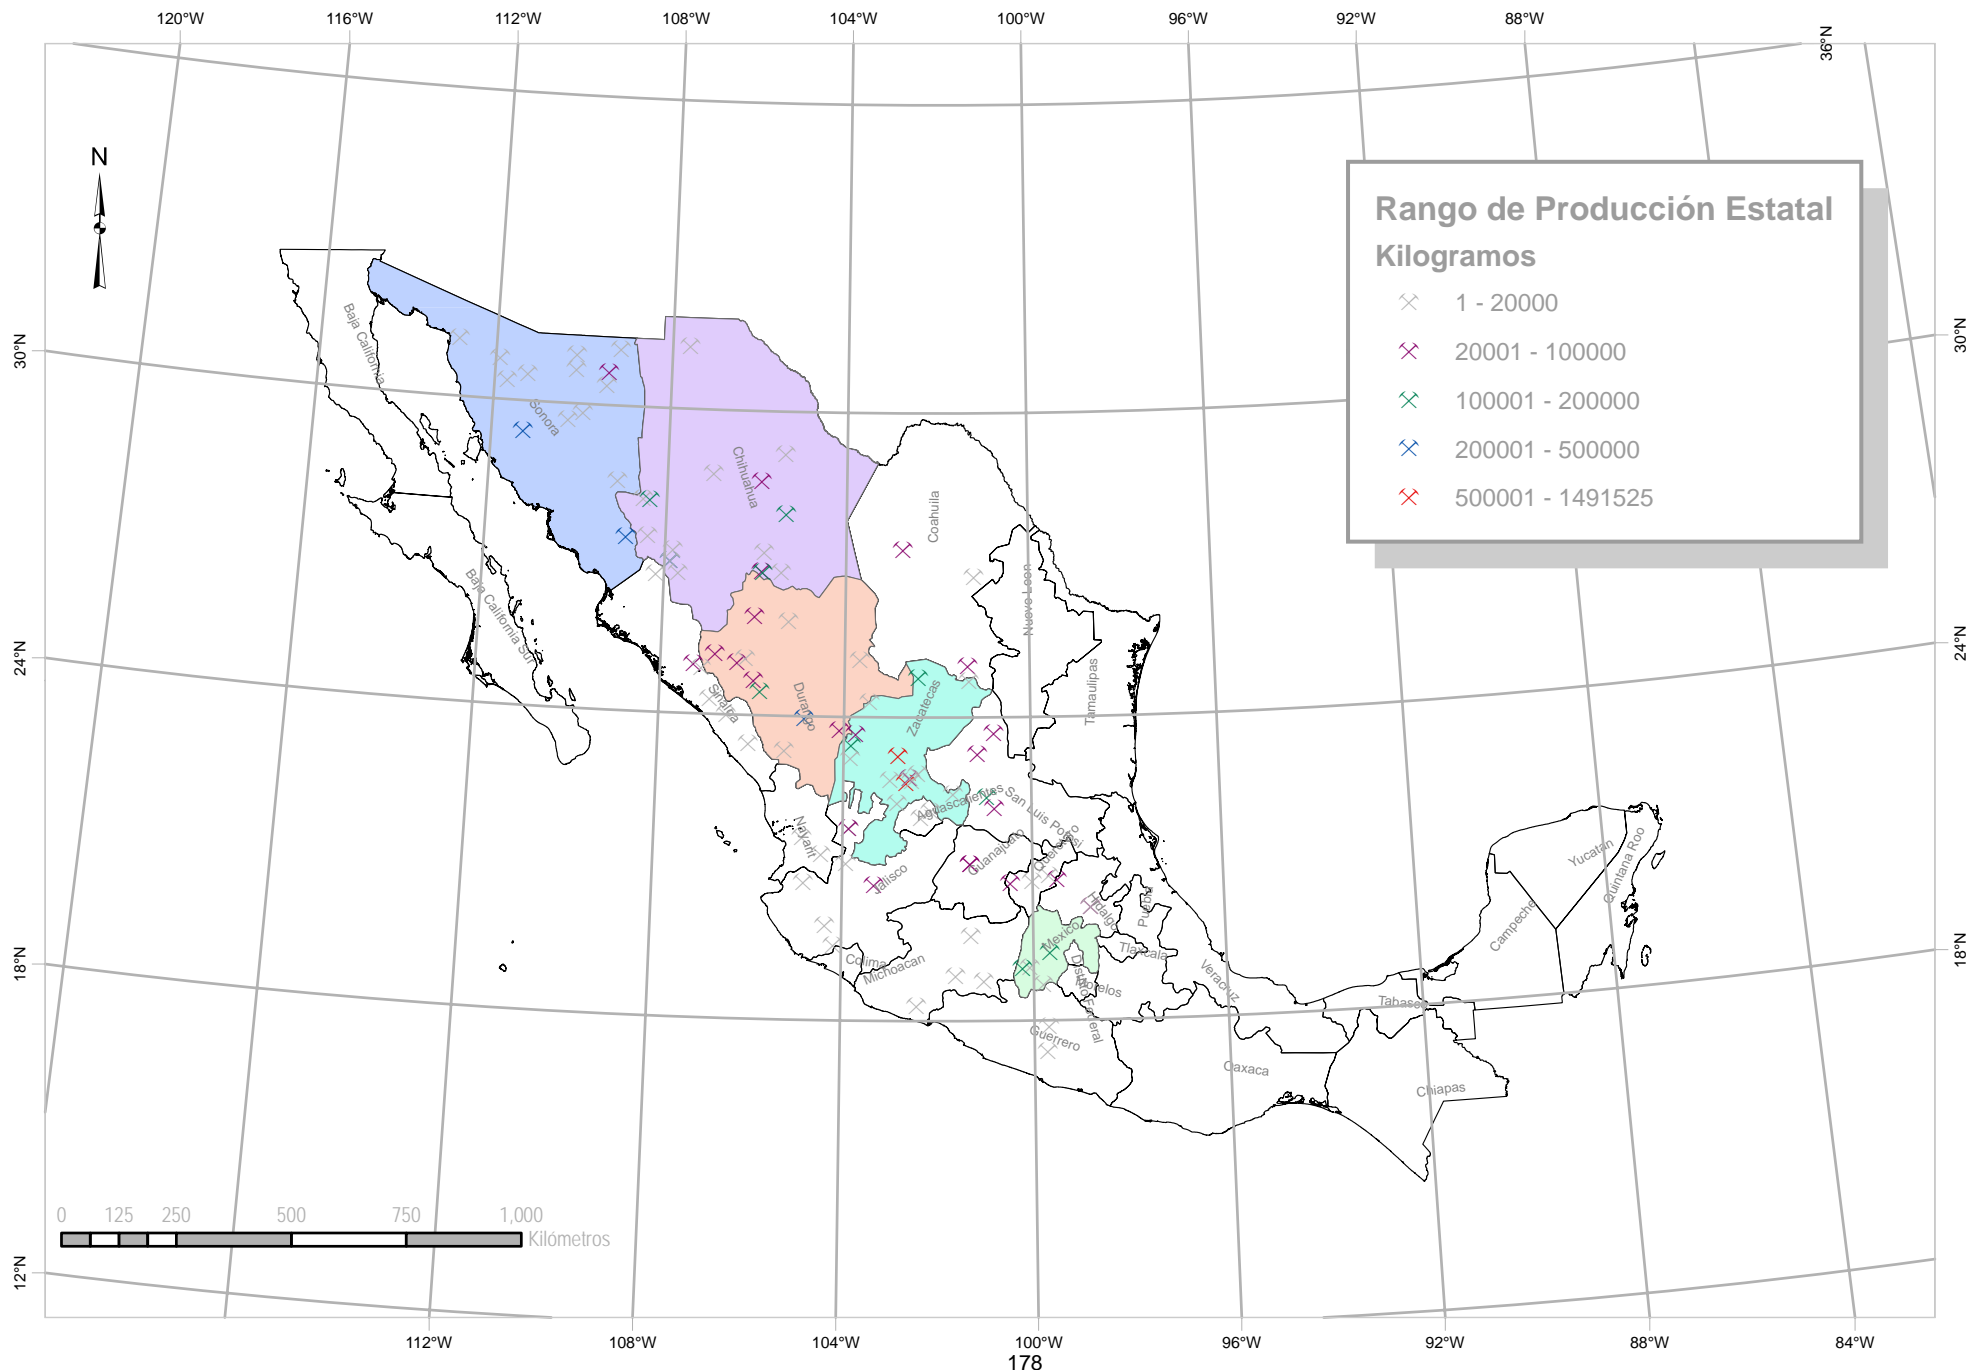 120°W 116°W 112°W 108°W 104°W 100°W 96°W 92°W 88°W
36°N
N
Rango de Producción Estatal
Kilogramos
1 - 20000
20001 - 100000
100001 - 200000
200001 - 500000
500001 - 1491525
30°N
30°N
24°N
24°N
18°N
18°N
12°N
Baja California
Sonora
Chihuahua
Coahuila
Nuevo Leon
Tamaulipas
Baja California Sur
Sinaloa
Durango
Zacatecas
Aguascalientes
San Luis Potosi
Nayarit
Jalisco
Guanajuato
Queretaro
Hidalgo
Puebla
Mexico
Tlaxcala
Distrito Federal
Morelos
Colima
Michoacan
Veracruz
Guerrero
Oaxaca
Tabasco
Chiapas
Campeche
Yucatan
Quintana Roo
0 125 250 500 750 1,000
Kilómetros
112°W 108°W 104°W 100°W 96°W 92°W 88°W 84°W
178